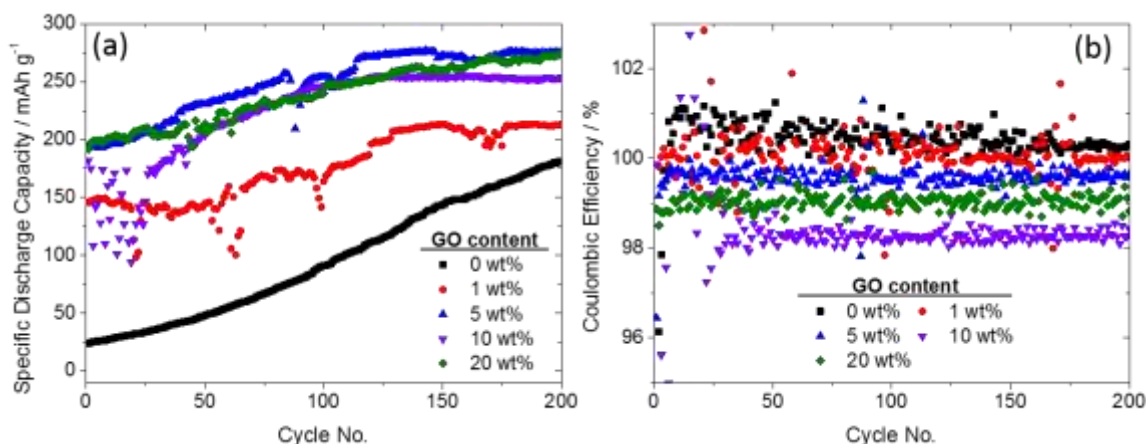 (a)
Specific Discharge Capacity / mAh g⁻¹
300
250
200
150
100
50
0
GO content
0 wt%
1 wt%
5 wt%
10 wt%
20 wt%
0 50 100 150 200
Cycle No.
(b)
Coulombic Efficiency / %
102
100
98
96
GO content
0 wt% 1 wt%
5 wt% 10 wt%
20 wt%
0 50 100 150 200
Cycle No.